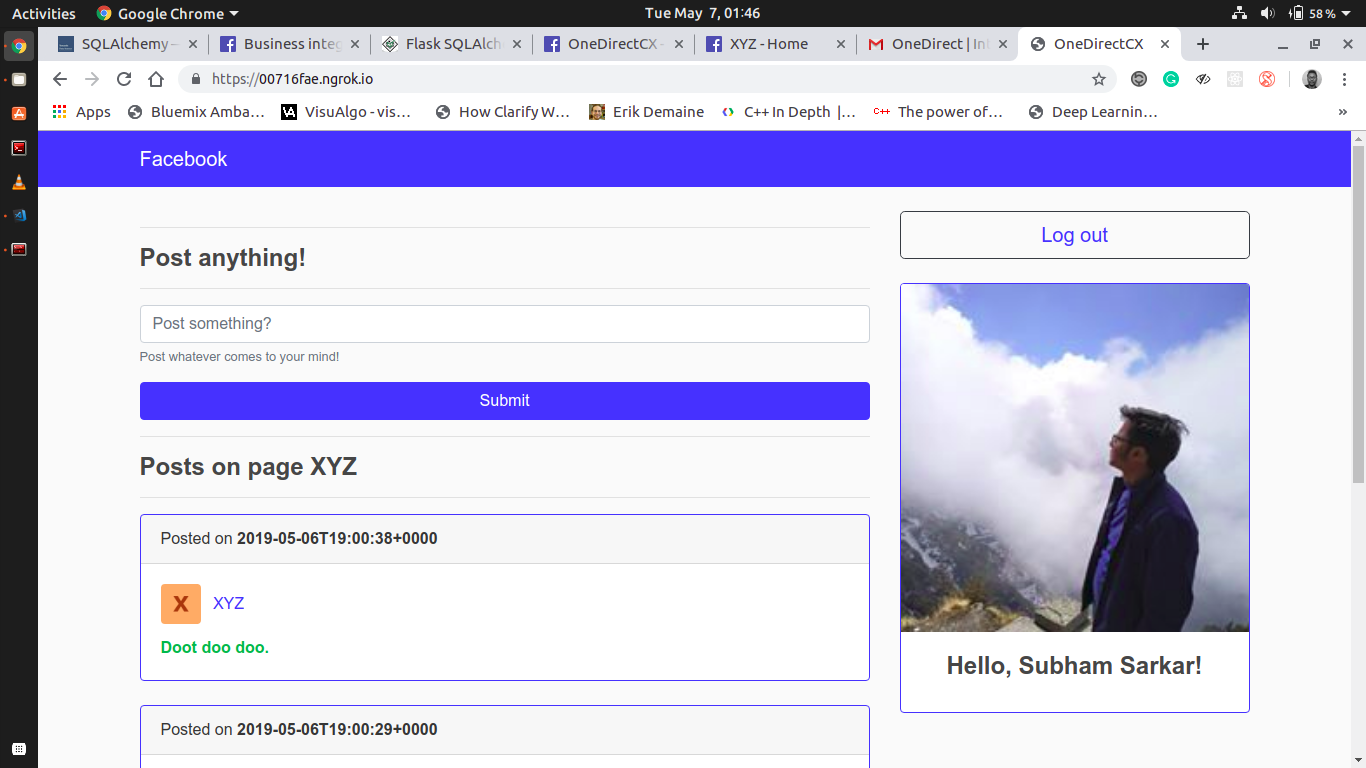 Activities Google Chrome Tue May 7, 01:46 58 %
SQLAlchemy — Business integ Flask SQLAlch OneDirectCX - XYZ - Home OneDirect | Int OneDirectCX
https://00716fae.ngrok.io
Apps Bluemix Amba... VisuAlgo - vis... How Clarify W... Erik Demaine C++ In Depth |... The power of... Deep Learnin... »
Facebook
Log out
Post anything!
Post something?
Post whatever comes to your mind!
Submit
Posts on page XYZ
Posted on 2019-05-06T19:00:38+0000
X XYZ
Doot doo doo.
Hello, Subham Sarkar!
Posted on 2019-05-06T19:00:29+0000